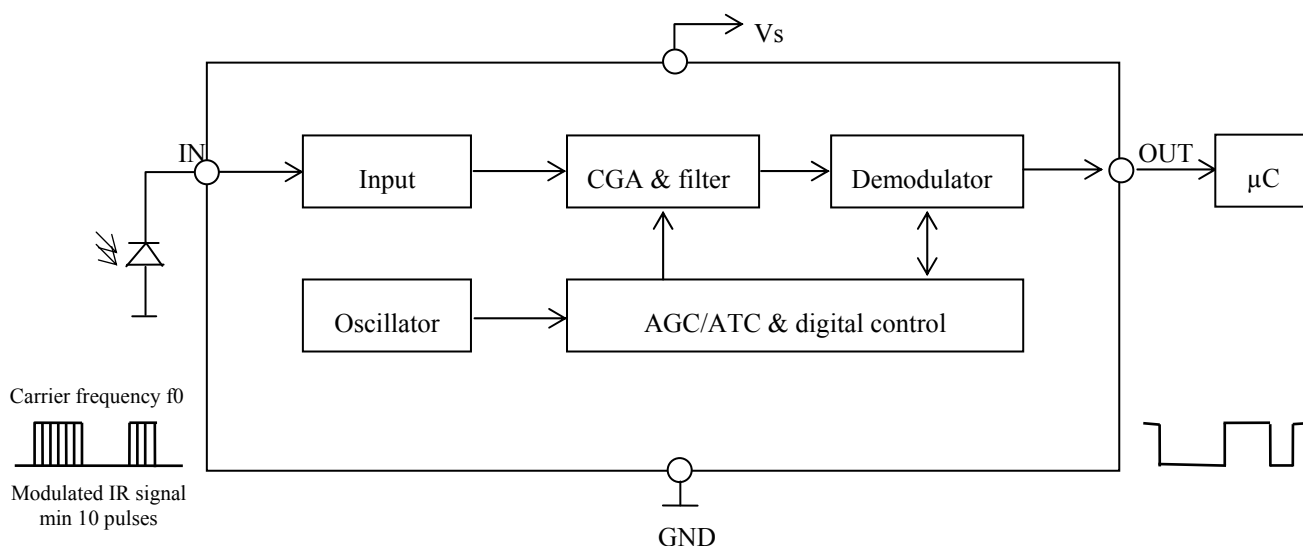 Vs
IN
Input
CGA & filter
Demodulator
OUT
µC
Oscillator
AGC/ATC & digital control
Carrier frequency f0
Modulated IR signal
min 10 pulses
GND